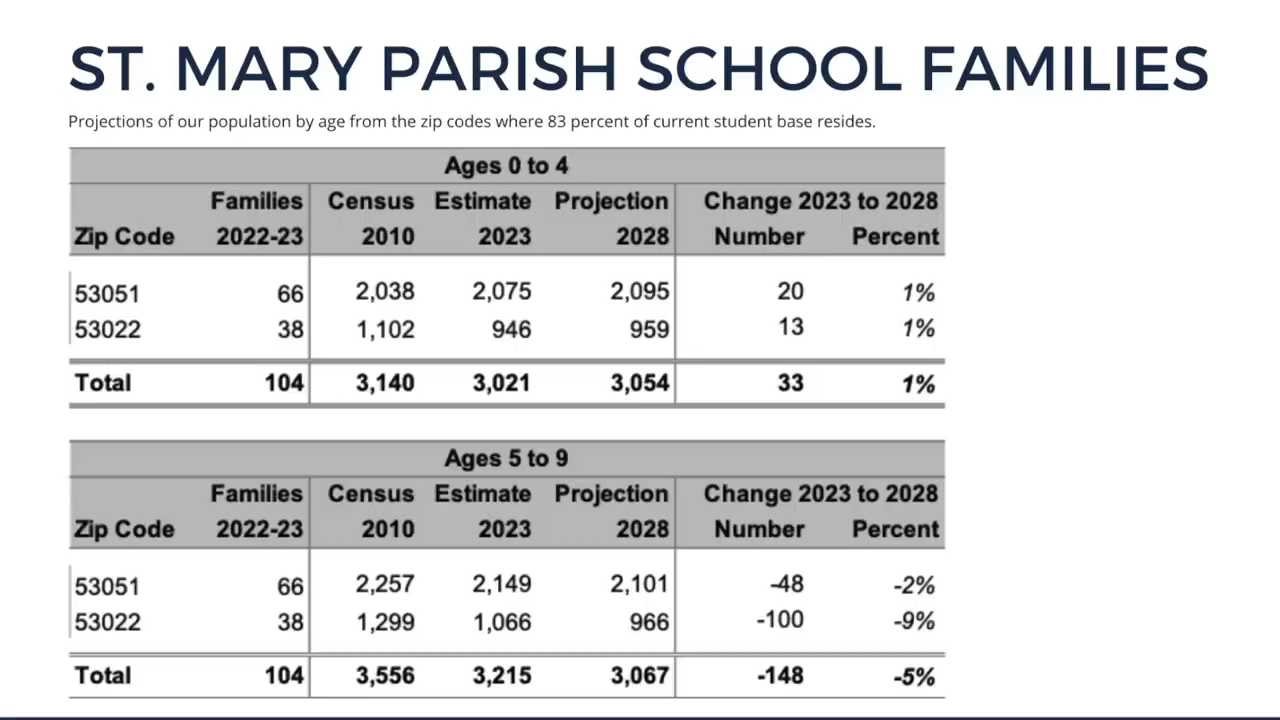 ST. MARY PARISH SCHOOL FAMILIES
Projections of our population by age from the zip codes where 83 percent of current student base resides.
Ages 0 to 4
Families Census Estimate Projection Change 2023 to 2028
Zip Code 2022-23 2010 2023 2028 Number Percent
53051 66 2,038 2,075 2,095 20 1%
53022 38 1,102 946 959 13 1%
Total 104 3,140 3,021 3,054 33 1%
Ages 5 to 9
Families Census Estimate Projection Change 2023 to 2028
Zip Code 2022-23 2010 2023 2028 Number Percent
53051 66 2,257 2,149 2,101 -48 -2%
53022 38 1,299 1,066 966 -100 -9%
Total 104 3,556 3,215 3,067 -148 -5%